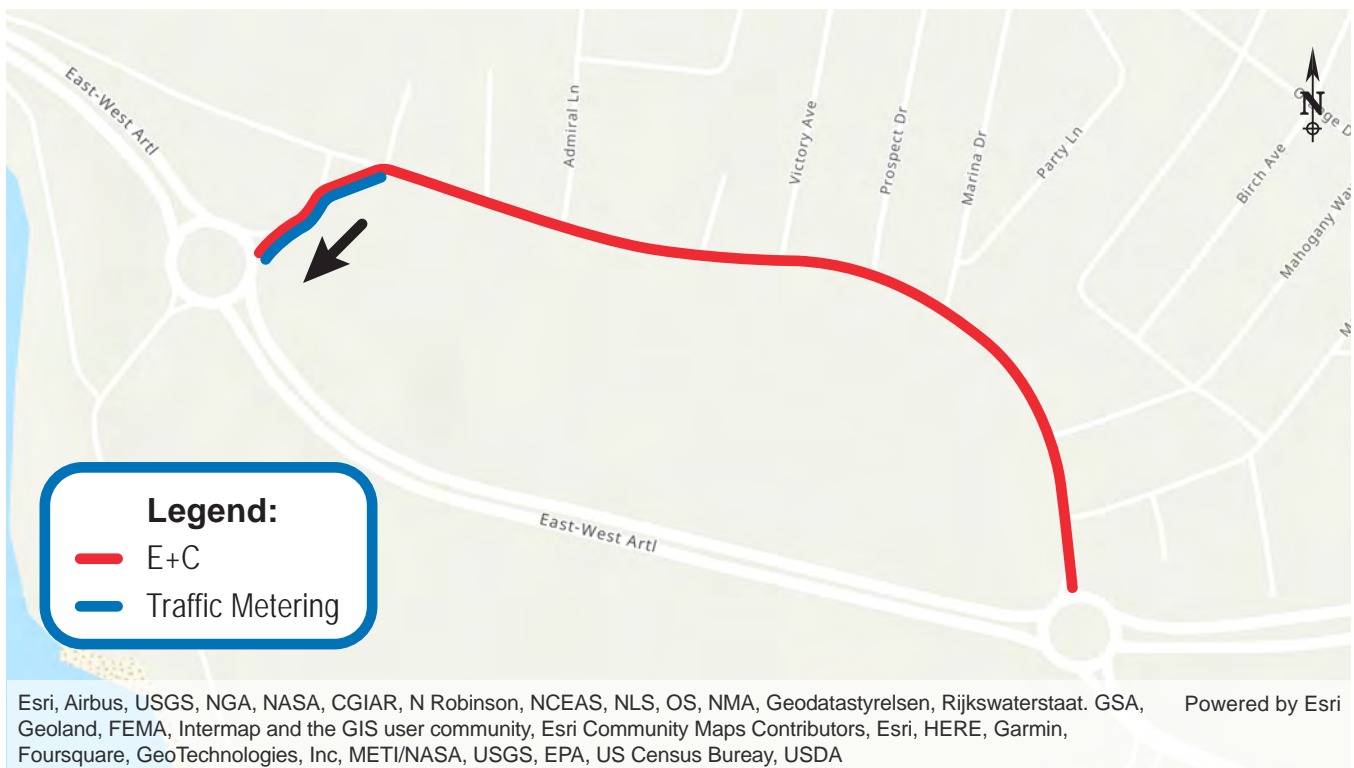 East-West Artl
Admiral Ln
Victory Ave
Prospect Dr
Marina Dr
Party Ln
Birch Ave
Mahogany Way
N
East-West Artl
Legend:
E+C
Traffic Metering
Esri, Airbus, USGS, NGA, NASA, CGIAR, N Robinson, NCEAS, NLS, OS, NMA, Geodatastyrelsen, Rijkswaterstaat. GSA,
Geoland, FEMA, Intermap and the GIS user community, Esri Community Maps Contributors, Esri, HERE, Garmin,
Foursquare, GeoTechnologies, Inc, METI/NASA, USGS, EPA, US Census Bureay, USDA
Powered by Esri